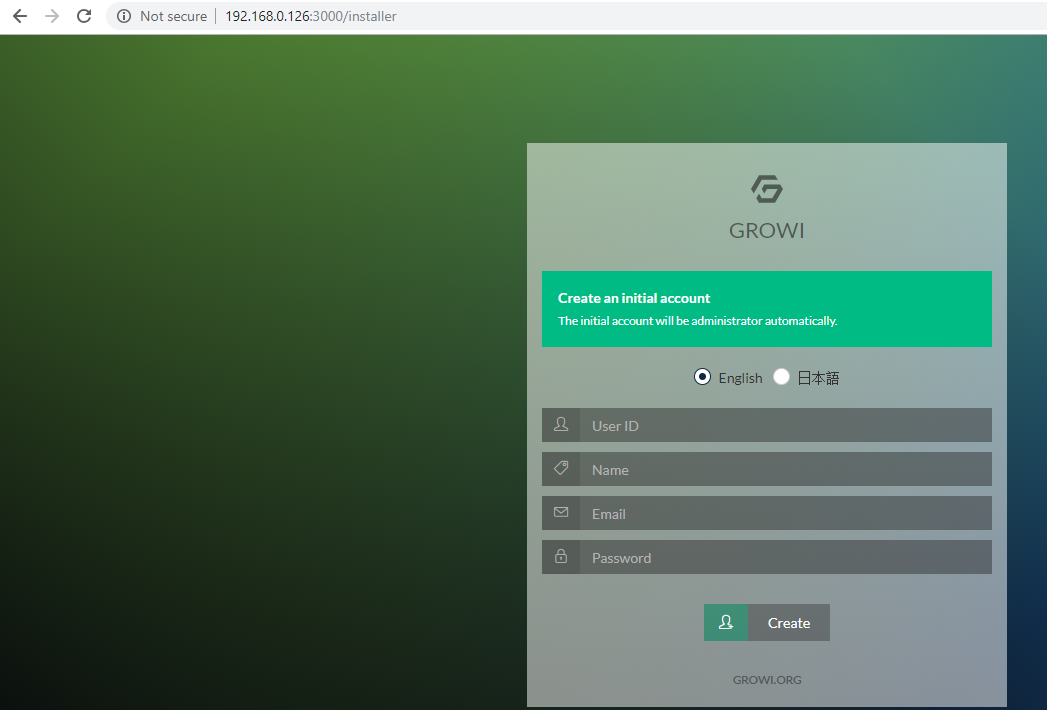 Not secure | 192.168.0.126:3000/installer
GROWI
Create an initial account
The initial account will be administrator automatically.
English 日本語
User ID
Name
Email
Password
Create
GROWI.ORG